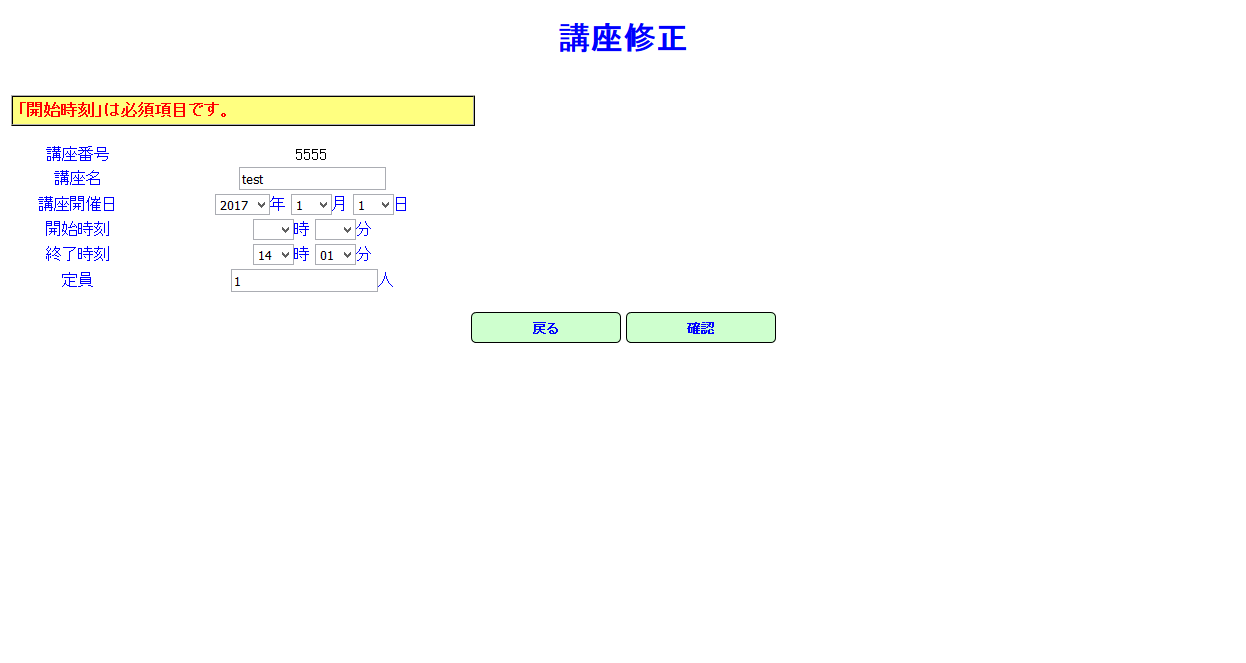 講座修正
｢開始時刻｣は必須項目です。
講座番号 5555
講座名 test
講座開催日 2017 年 1 月 1 日
開始時刻 時 分
終了時刻 14 時 01 分
定員 1 人
戻る 確認